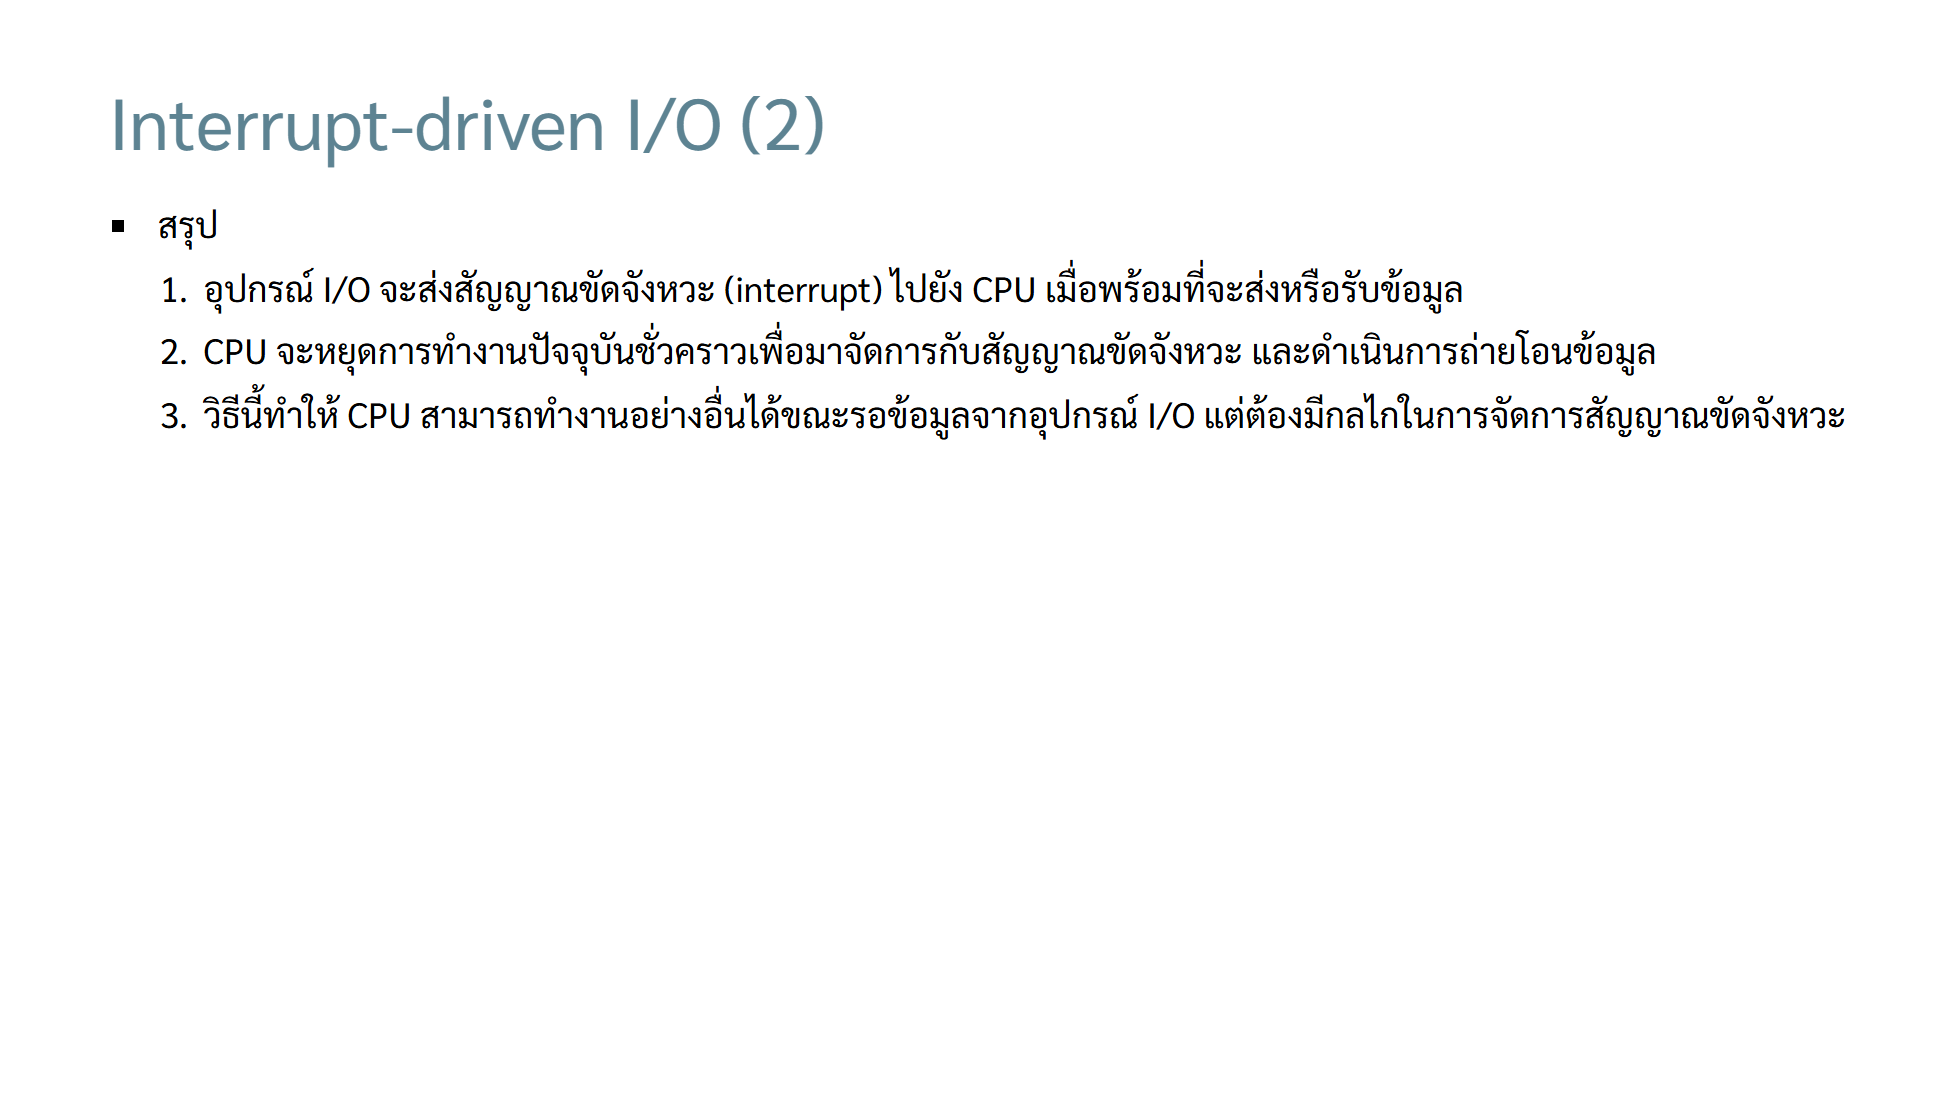 Interrupt-driven I/O (2)
▪ สรุป
1. อุปกรณ์ I/O จะส่งสัญญาณขัดจังหวะ (interrupt) ไปยัง CPU เมื่อพร้อมที่จะส่งหรือรับข้อมูล
2. CPU จะหยุดการทำงานปัจจุบันชั่วคราวเพื่อมาจัดการกับสัญญาณขัดจังหวะ และดำเนินการถ่ายโอนข้อมูล
3. วิธีนี้ทำให้ CPU สามารถทำงานอย่างอื่นได้ขณะรอข้อมูลจากอุปกรณ์ I/O แต่ต้องมีกลไกในการจัดการสัญญาณขัดจังหวะ